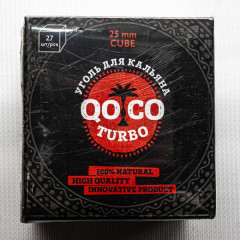 25 mm
CUBE
27
шт/pcs
УГОЛЬ ДЛЯ КАЛЬЯНА
QOCO
TURBO
100% NATURAL
HIGH QUALITY
INNOVATIVE PRODUCT